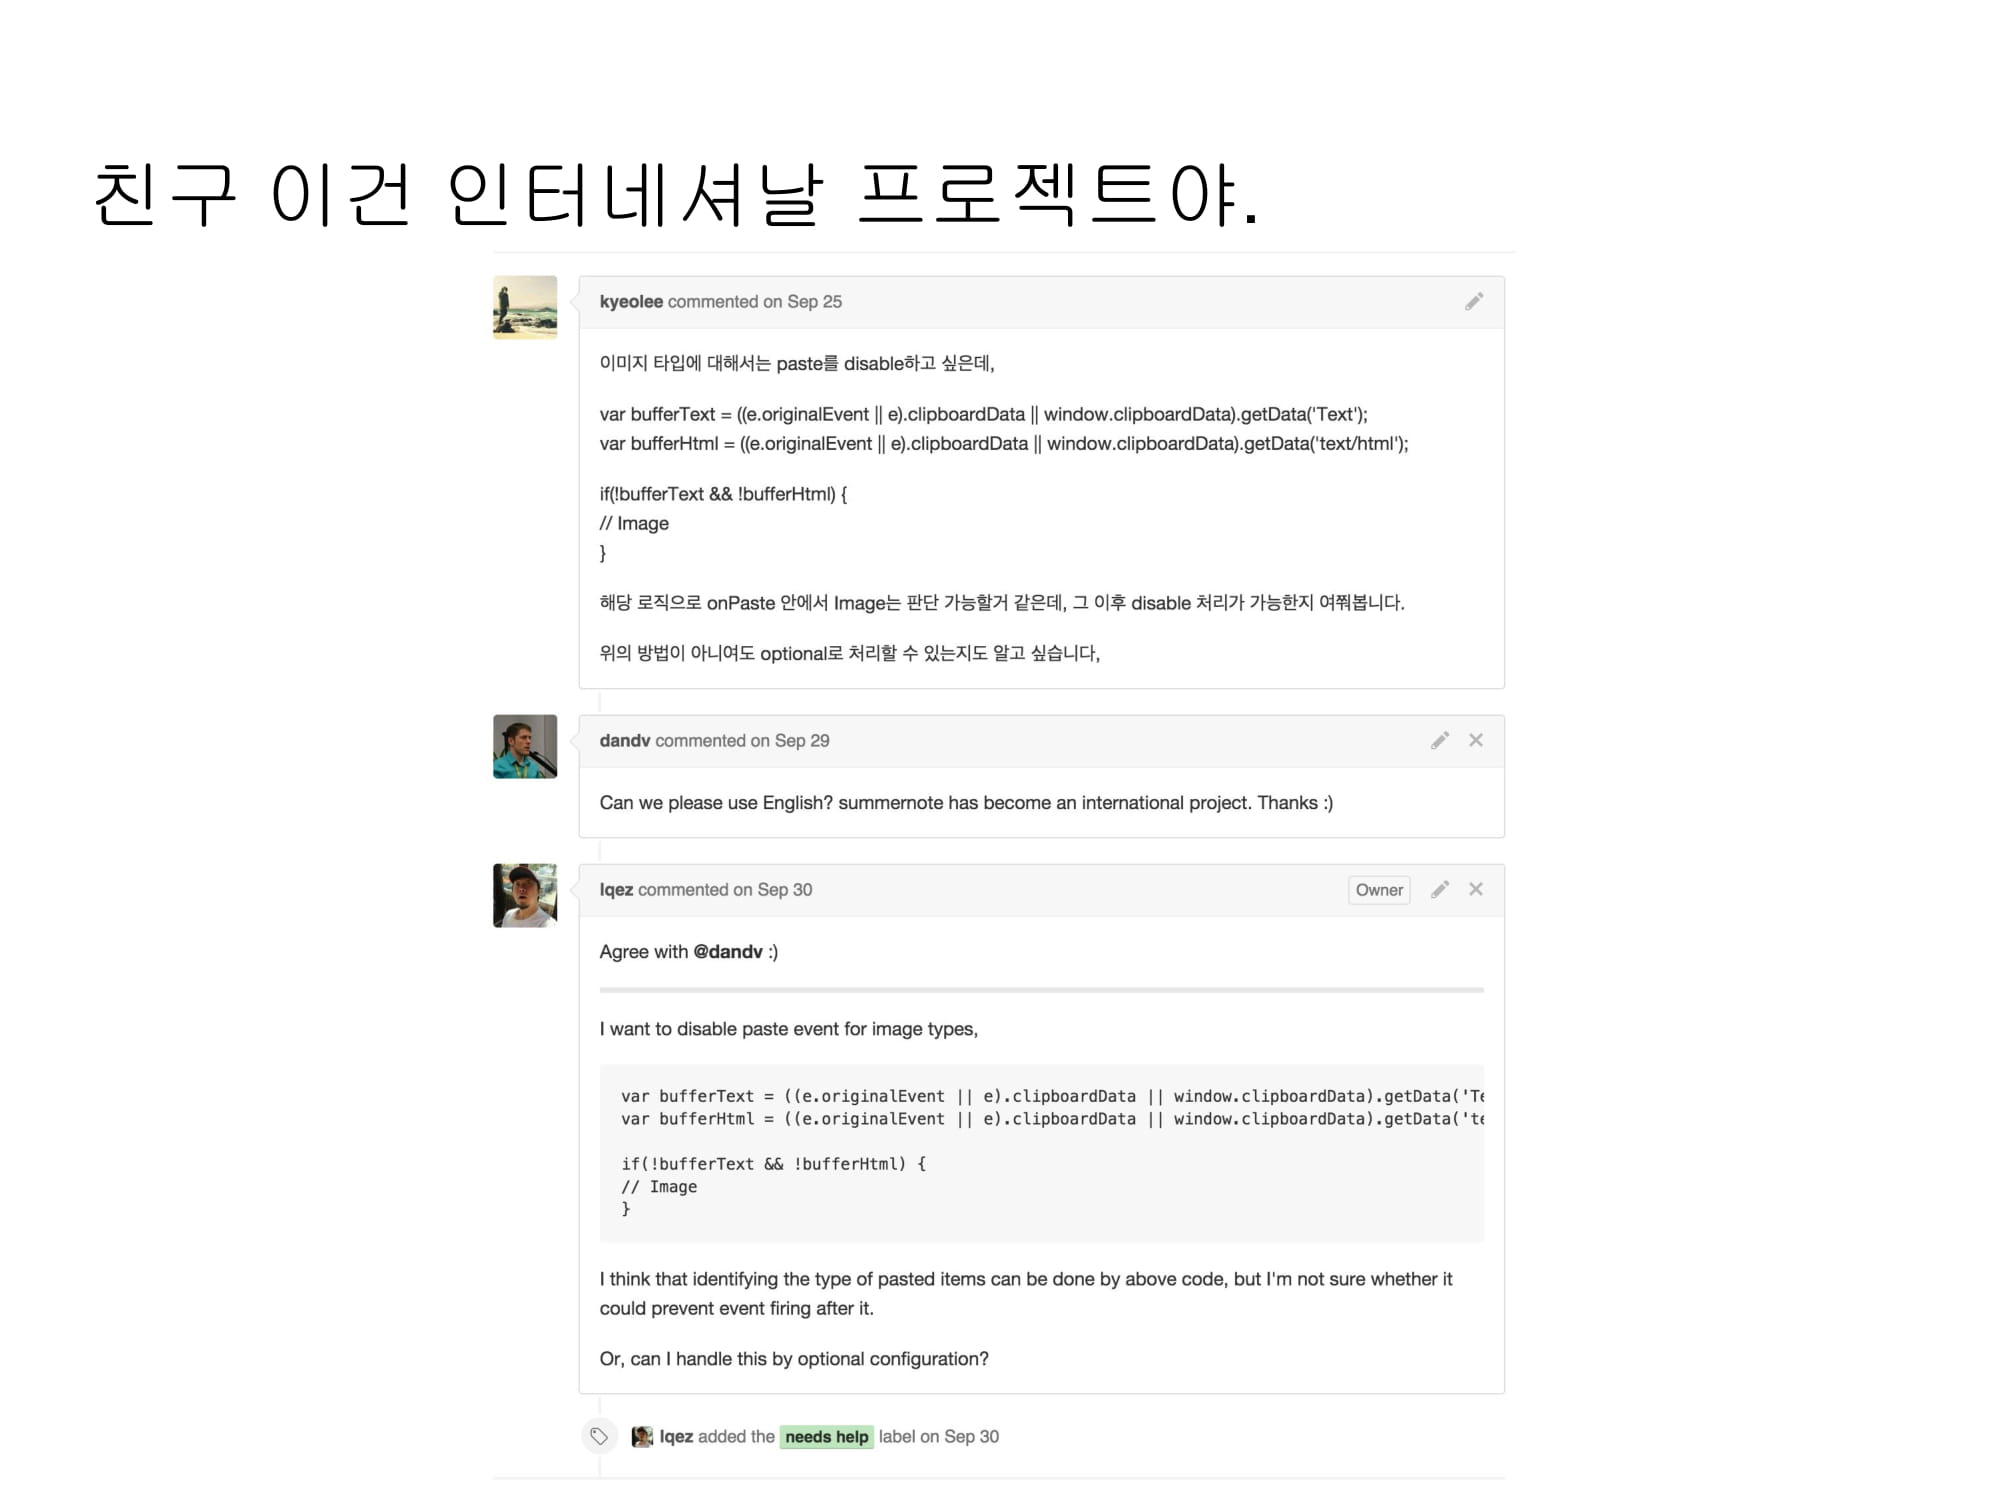 친구 이건 인터네셔날 프로젝트야.
kyeolee commented on Sep 25
이미지 타입에 대해서는 paste를 disable하고 싶은데,
var bufferText = ((e.originalEvent || e).clipboardData || window.clipboardData).getData('Text');
var bufferHtml = ((e.originalEvent || e).clipboardData || window.clipboardData).getData('text/html');
if(!bufferText && !bufferHtml) {
// Image
}
해당 로직으로 onPaste 안에서 Image는 판단 가능할거 같은데, 그 이후 disable 처리가 가능한지 여쭤봅니다.
위의 방법이 아니여도 optional로 처리할 수 있는지도 알고 싶습니다,
dandv commented on Sep 29
Can we please use English? summernote has become an international project. Thanks :)
lqez commented on Sep 30
Owner
Agree with @dandv :)
I want to disable paste event for image types,
var bufferText = ((e.originalEvent || e).clipboardData || window.clipboardData).getData('Te
var bufferHtml = ((e.originalEvent || e).clipboardData || window.clipboardData).getData('te
if(!bufferText && !bufferHtml) {
// Image
}
I think that identifying the type of pasted items can be done by above code, but I'm not sure whether it
could prevent event firing after it.
Or, can I handle this by optional configuration?
lqez added the needs help label on Sep 30